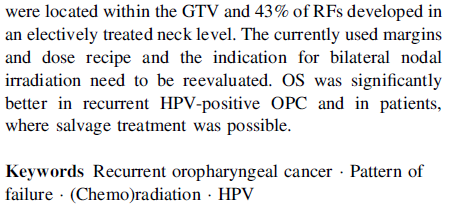 were located within the GTV and 43% of RFs developed in
an electively treated neck level. The currently used margins
and dose recipe and the indication for bilateral nodal
irradiation need to be reevaluated. OS was significantly
better in recurrent HPV-positive OPC and in patients,
where salvage treatment was possible.
Keywords Recurrent oropharyngeal cancer · Pattern of
failure · (Chemo)radiation · HPV